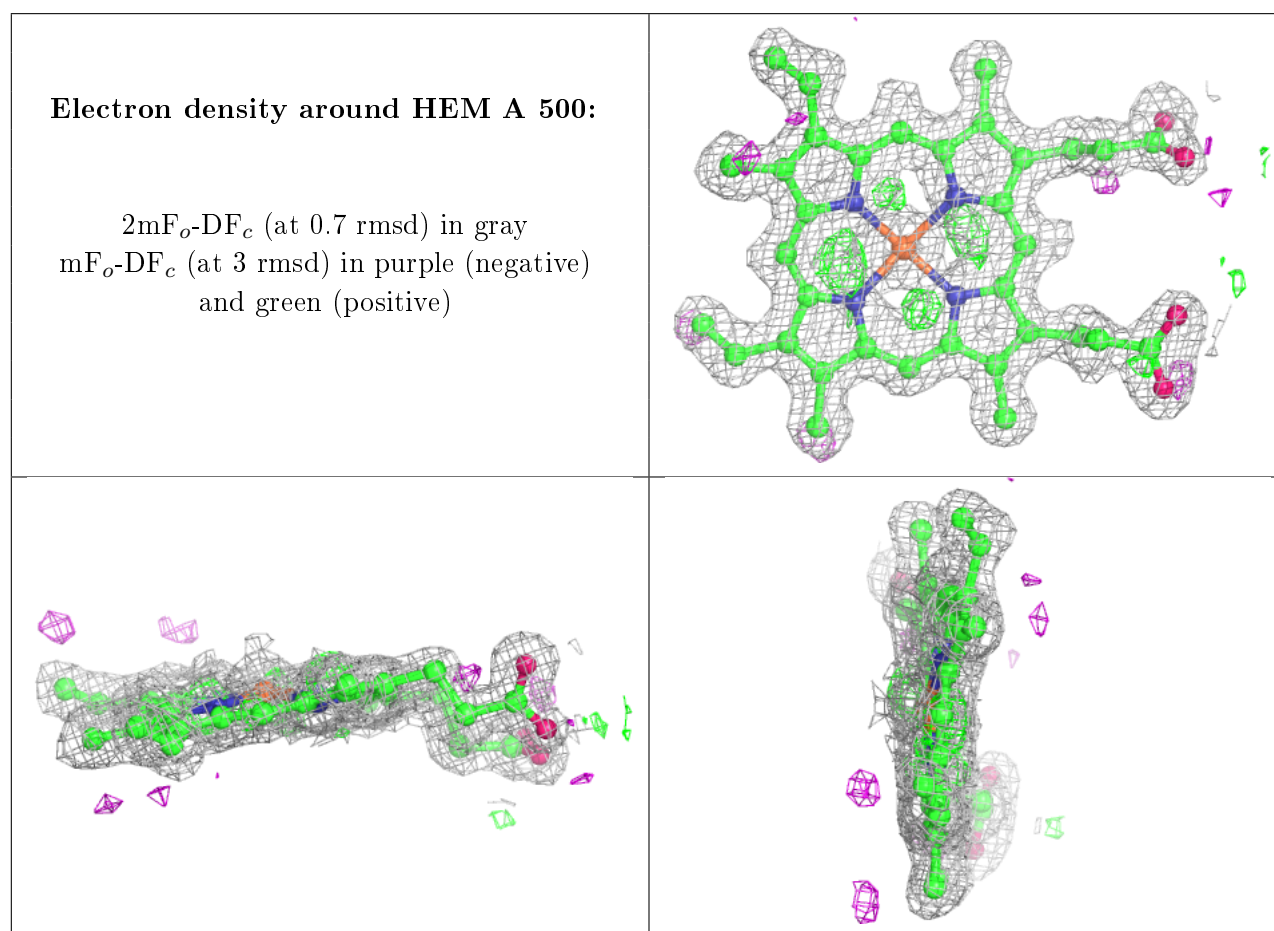 Electron density around HEM A 500:
2mFo-DFc (at 0.7 rmsd) in gray
mFo-DFc (at 3 rmsd) in purple (negative)
and green (positive)